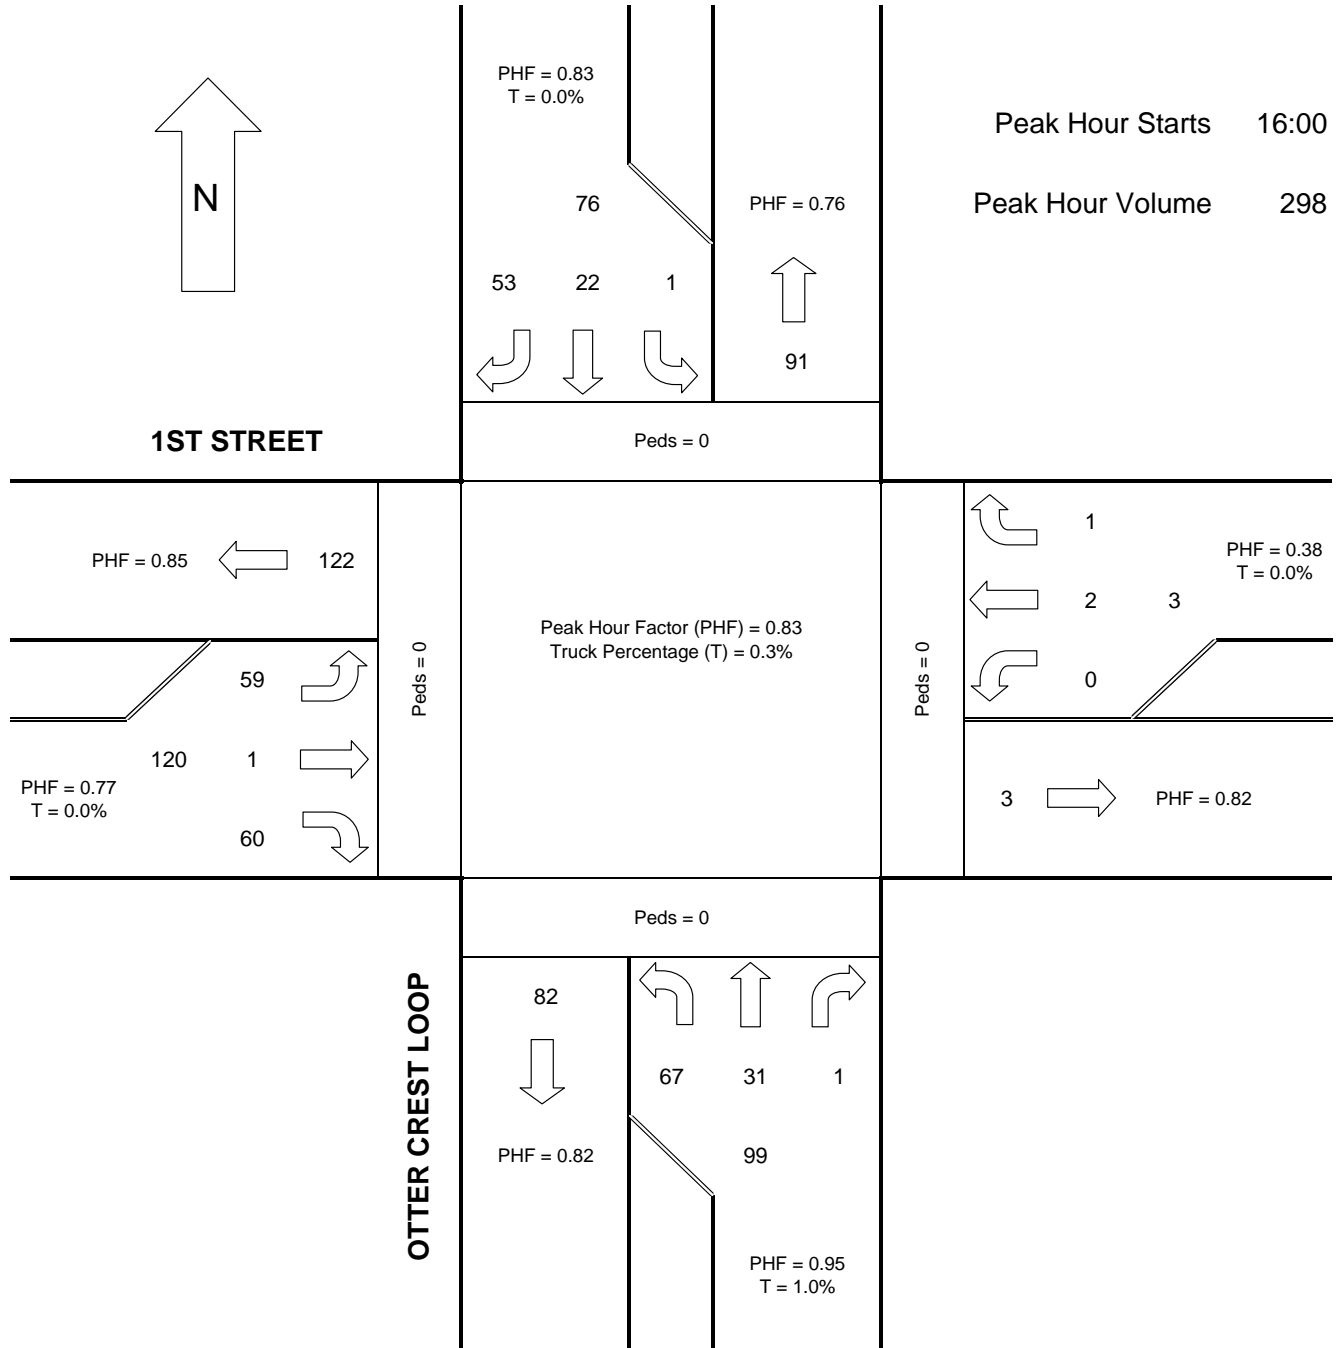 PHF = 0.83
T = 0.0%
Peak Hour Starts 16:00
N
76
PHF = 0.76
Peak Hour Volume 298
53 22 1
91
1ST STREET
Peds = 0
PHF = 0.85 122
1
PHF = 0.38
T = 0.0%
2 3
Peak Hour Factor (PHF) = 0.83
Truck Percentage (T) = 0.3%
Peds = 0
Peds = 0
59
0
120 1
PHF = 0.77
T = 0.0%
3 PHF = 0.82
60
Peds = 0
OTTER CREST LOOP
82
67 31 1
PHF = 0.82
99
PHF = 0.95
T = 1.0%